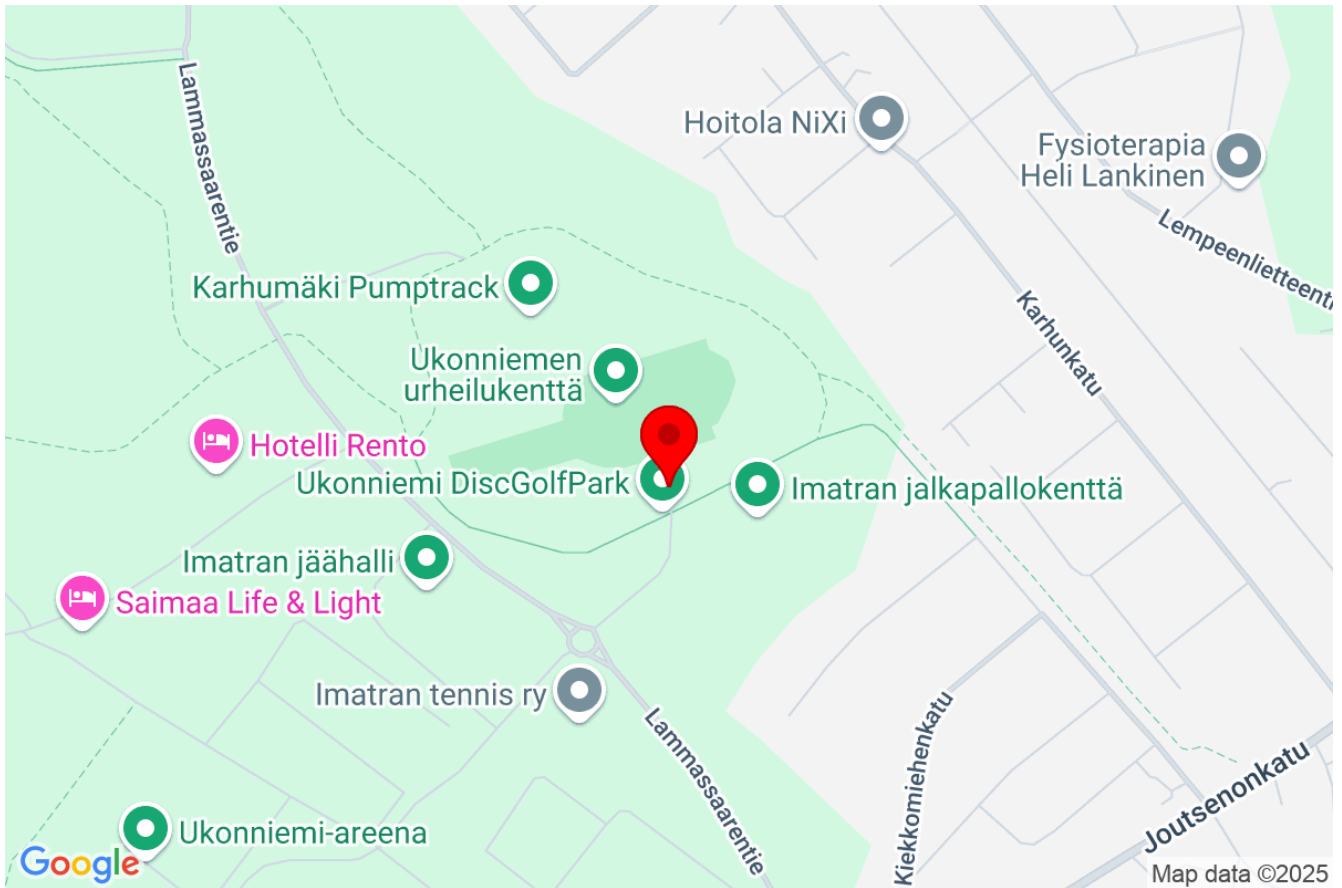 Lammassaarentie
Hoitola NiXi
Fysioterapia
Heli Lankinen
Lempeenlietteenti
Karhumäki Pumptrack
Karhunkatu
Ukonniemen
urheilukenttä
Hotelli Rento
Ukonniemi DiscGolfPark
Imatran jalkapallokenttä
Imatran jäähalli
Saimaa Life & Light
Imatran tennis ry
Lammassaarentie
Kiekkomiehenkatu
Joutsenonkatu
Ukonniemi-areena
Google
Map data ©2025